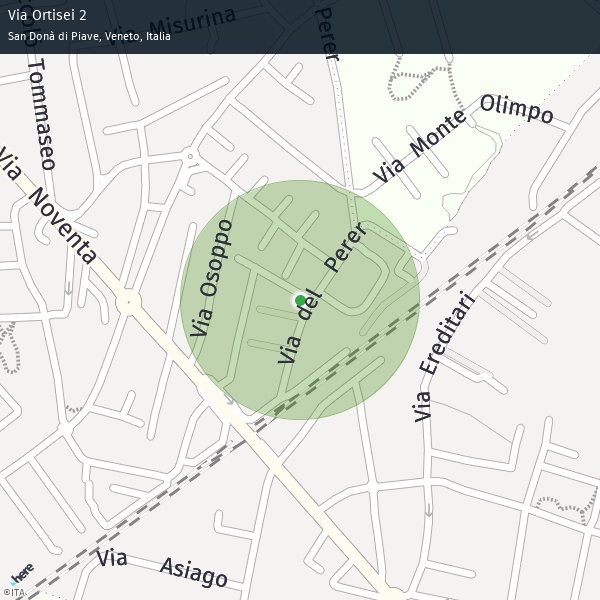 Via Ortisei 2
San Donà di Piave, Veneto, Italia
Via Misurina
Perer
Tommaseo
Via Monte Olimpo
Via Noventa
Via Osoppo
Via del Perer
Via Ereditari
Via Asiago
here
©ITA